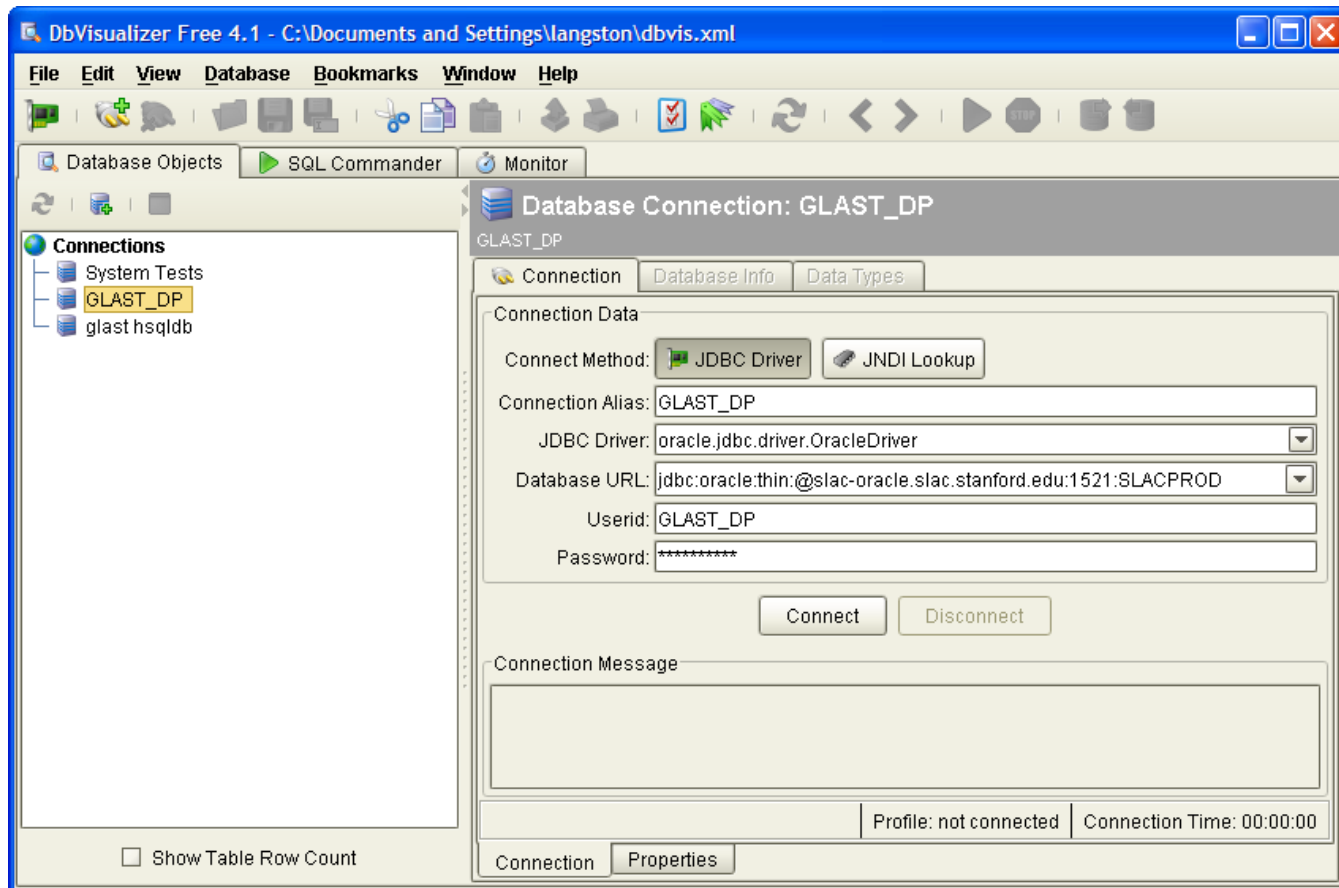 DbVisualizer Free 4.1 - C:\Documents and Settings\langston\dbvis.xml
File Edit View Database Bookmarks Window Help
STOP
Database Objects SQL Commander Monitor
Database Connection: GLAST_DP
GLAST_DP
Connections
System Tests
GLAST_DP
glast hsqldb
Show Table Row Count
Connection Database Info Data Types
Connection Data
Connect Method: JDBC Driver JNDI Lookup
Connection Alias: GLAST_DP
JDBC Driver: oracle.jdbc.driver.OracleDriver
Database URL: jdbc:oracle:thin:@slac-oracle.slac.stanford.edu:1521:SLACPROD
Userid: GLAST_DP
Password: **********
Connect Disconnect
Connection Message
Profile: not connected Connection Time: 00:00:00
Connection Properties